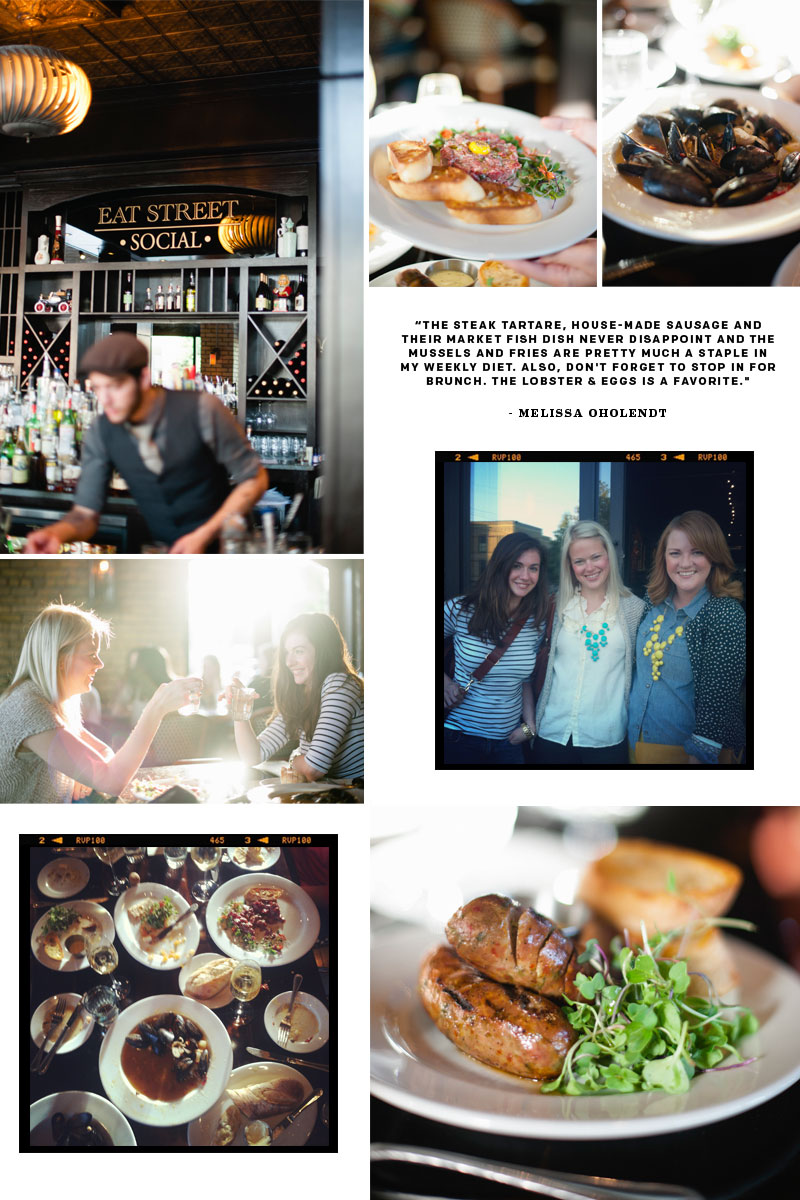 EAT STREET
• SOCIAL •
“THE STEAK TARTARE, HOUSE-MADE SAUSAGE AND
THEIR MARKET FISH DISH NEVER DISAPPOINT AND THE
MUSSELS AND FRIES ARE PRETTY MUCH A STAPLE IN
MY WEEKLY DIET. ALSO, DON'T FORGET TO STOP IN FOR
BRUNCH. THE LOBSTER & EGGS IS A FAVORITE."
- MELISSA OHOLENDT
2 ◄ RVP100 465 3 ◄ RVP100
2 ◄ RVP100 465 3 ◄ RVP100